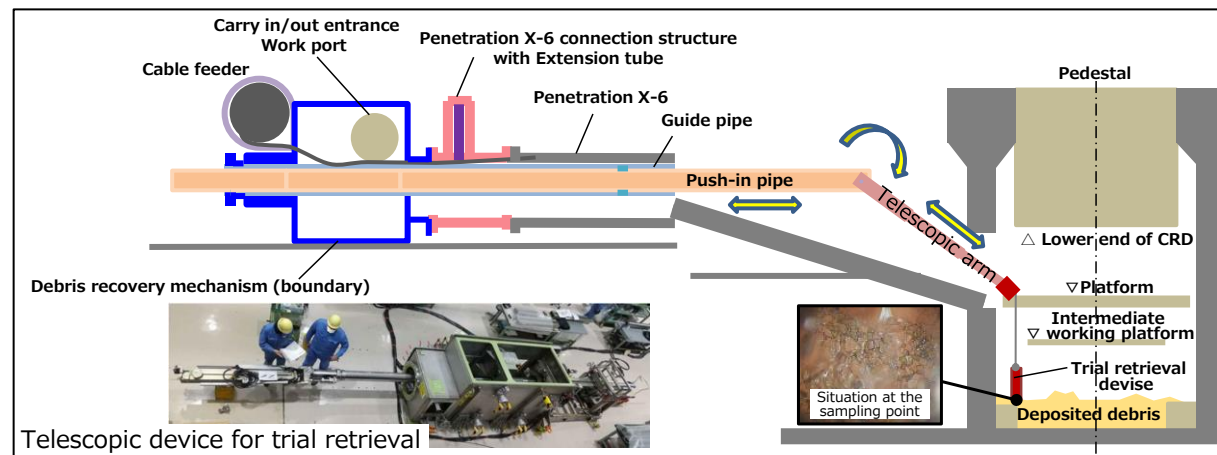 Carry in/out entrance
Work port
Cable feeder
Penetration X-6 connection structure
with Extension tube
Penetration X-6
Guide pipe
Pedestal
Push-in pipe
Telescopic arm
△ Lower end of CRD
▽Platform
Intermediate
▽ working platform
Debris recovery mechanism (boundary)
Trial retrieval
devise
Situation at the
sampling point
Deposited debris
Telescopic device for trial retrieval